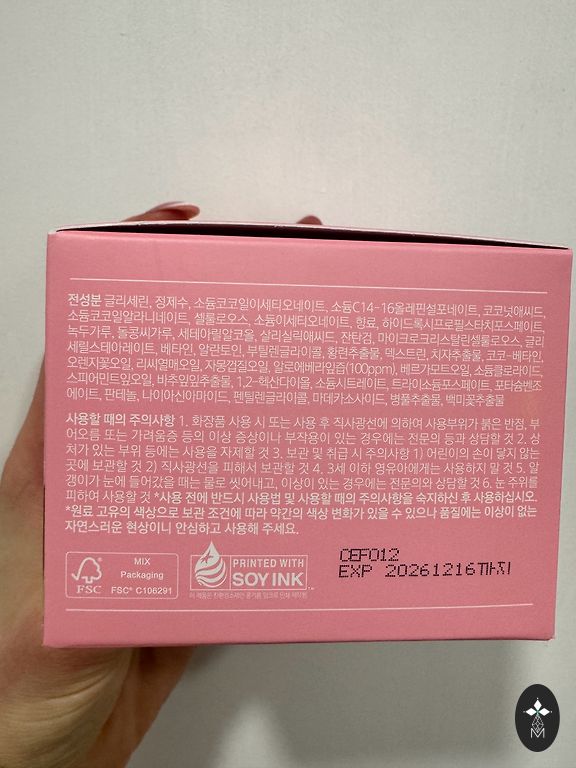 전성분 글리세린, 정제수, 소듐코코일이세티오네이트, 소듐C14-16올레핀설포네이트, 코코넛애씨드,
소듐코코일알라니네이트, 셀룰로오스, 소듐이세티오네이트, 향료, 하이드록시프로필스타치포스페이트,
녹두가루, 돌콩씨가루, 세테아릴알코올, 살리실릭애씨드, 잔탄검, 마이크로크리스탈린셀룰로오스, 글리
세릴스테아레이트, 베타인, 알란토인, 부틸렌글라이콜, 황련추출물, 덱스트린, 치자추출물, 코코-베타인,
오렌지꽃오일, 리씨열매오일, 자몽껍질오일, 알로에베라잎즙(100ppm), 베르가모트오일, 소듐클로라이드,
스피어민트잎오일, 바추잎추출물, 1,2-헥산다이올, 소듐시트레이트, 트라이소듐포스페이트, 포타슘벤조
에이트, 판테놀, 나이아신아마이드, 펜틸렌글라이콜, 마데카소사이드, 병풀추출물, 백미꽃추출물
사용할 때의 주의사항 1. 화장품 사용 시 또는 사용 후 직사광선에 의하여 사용부위가 붉은 반점, 부
어오름 또는 가려움증 등의 이상 증상이나 부작용이 있는 경우에는 전문의 등과 상담할 것 2. 상
처가 있는 부위 등에는 사용을 자제할 것 3. 보관 및 취급 시 주의사항 1) 어린이의 손이 닿지 않는
곳에 보관할 것 2) 직사광선을 피해서 보관할 것 4. 3세 이하 영유아에게는 사용하지 말 것 5. 알
갱이가 눈에 들어갔을 때는 물로 씻어내고, 이상이 있는 경우에는 전문의와 상담할 것 6. 눈 주위를
피하여 사용할 것 *사용 전에 반드시 사용법 및 사용할 때의 주의사항을 숙지하신 후 사용하십시오.
*원료 고유의 색상으로 보관 조건에 따라 약간의 색상 변화가 있을 수 있으나 품질에는 이상이 없는
자연스러운 현상이니 안심하고 사용해 주세요.
FSC
MIX
Packaging
FSC® C106291
PRINTED WITH
SOY INK™
이 제품은 친환경소재인 콩기름 잉크로 인쇄 제작됨
CEF012
EXP 20261216까지
M